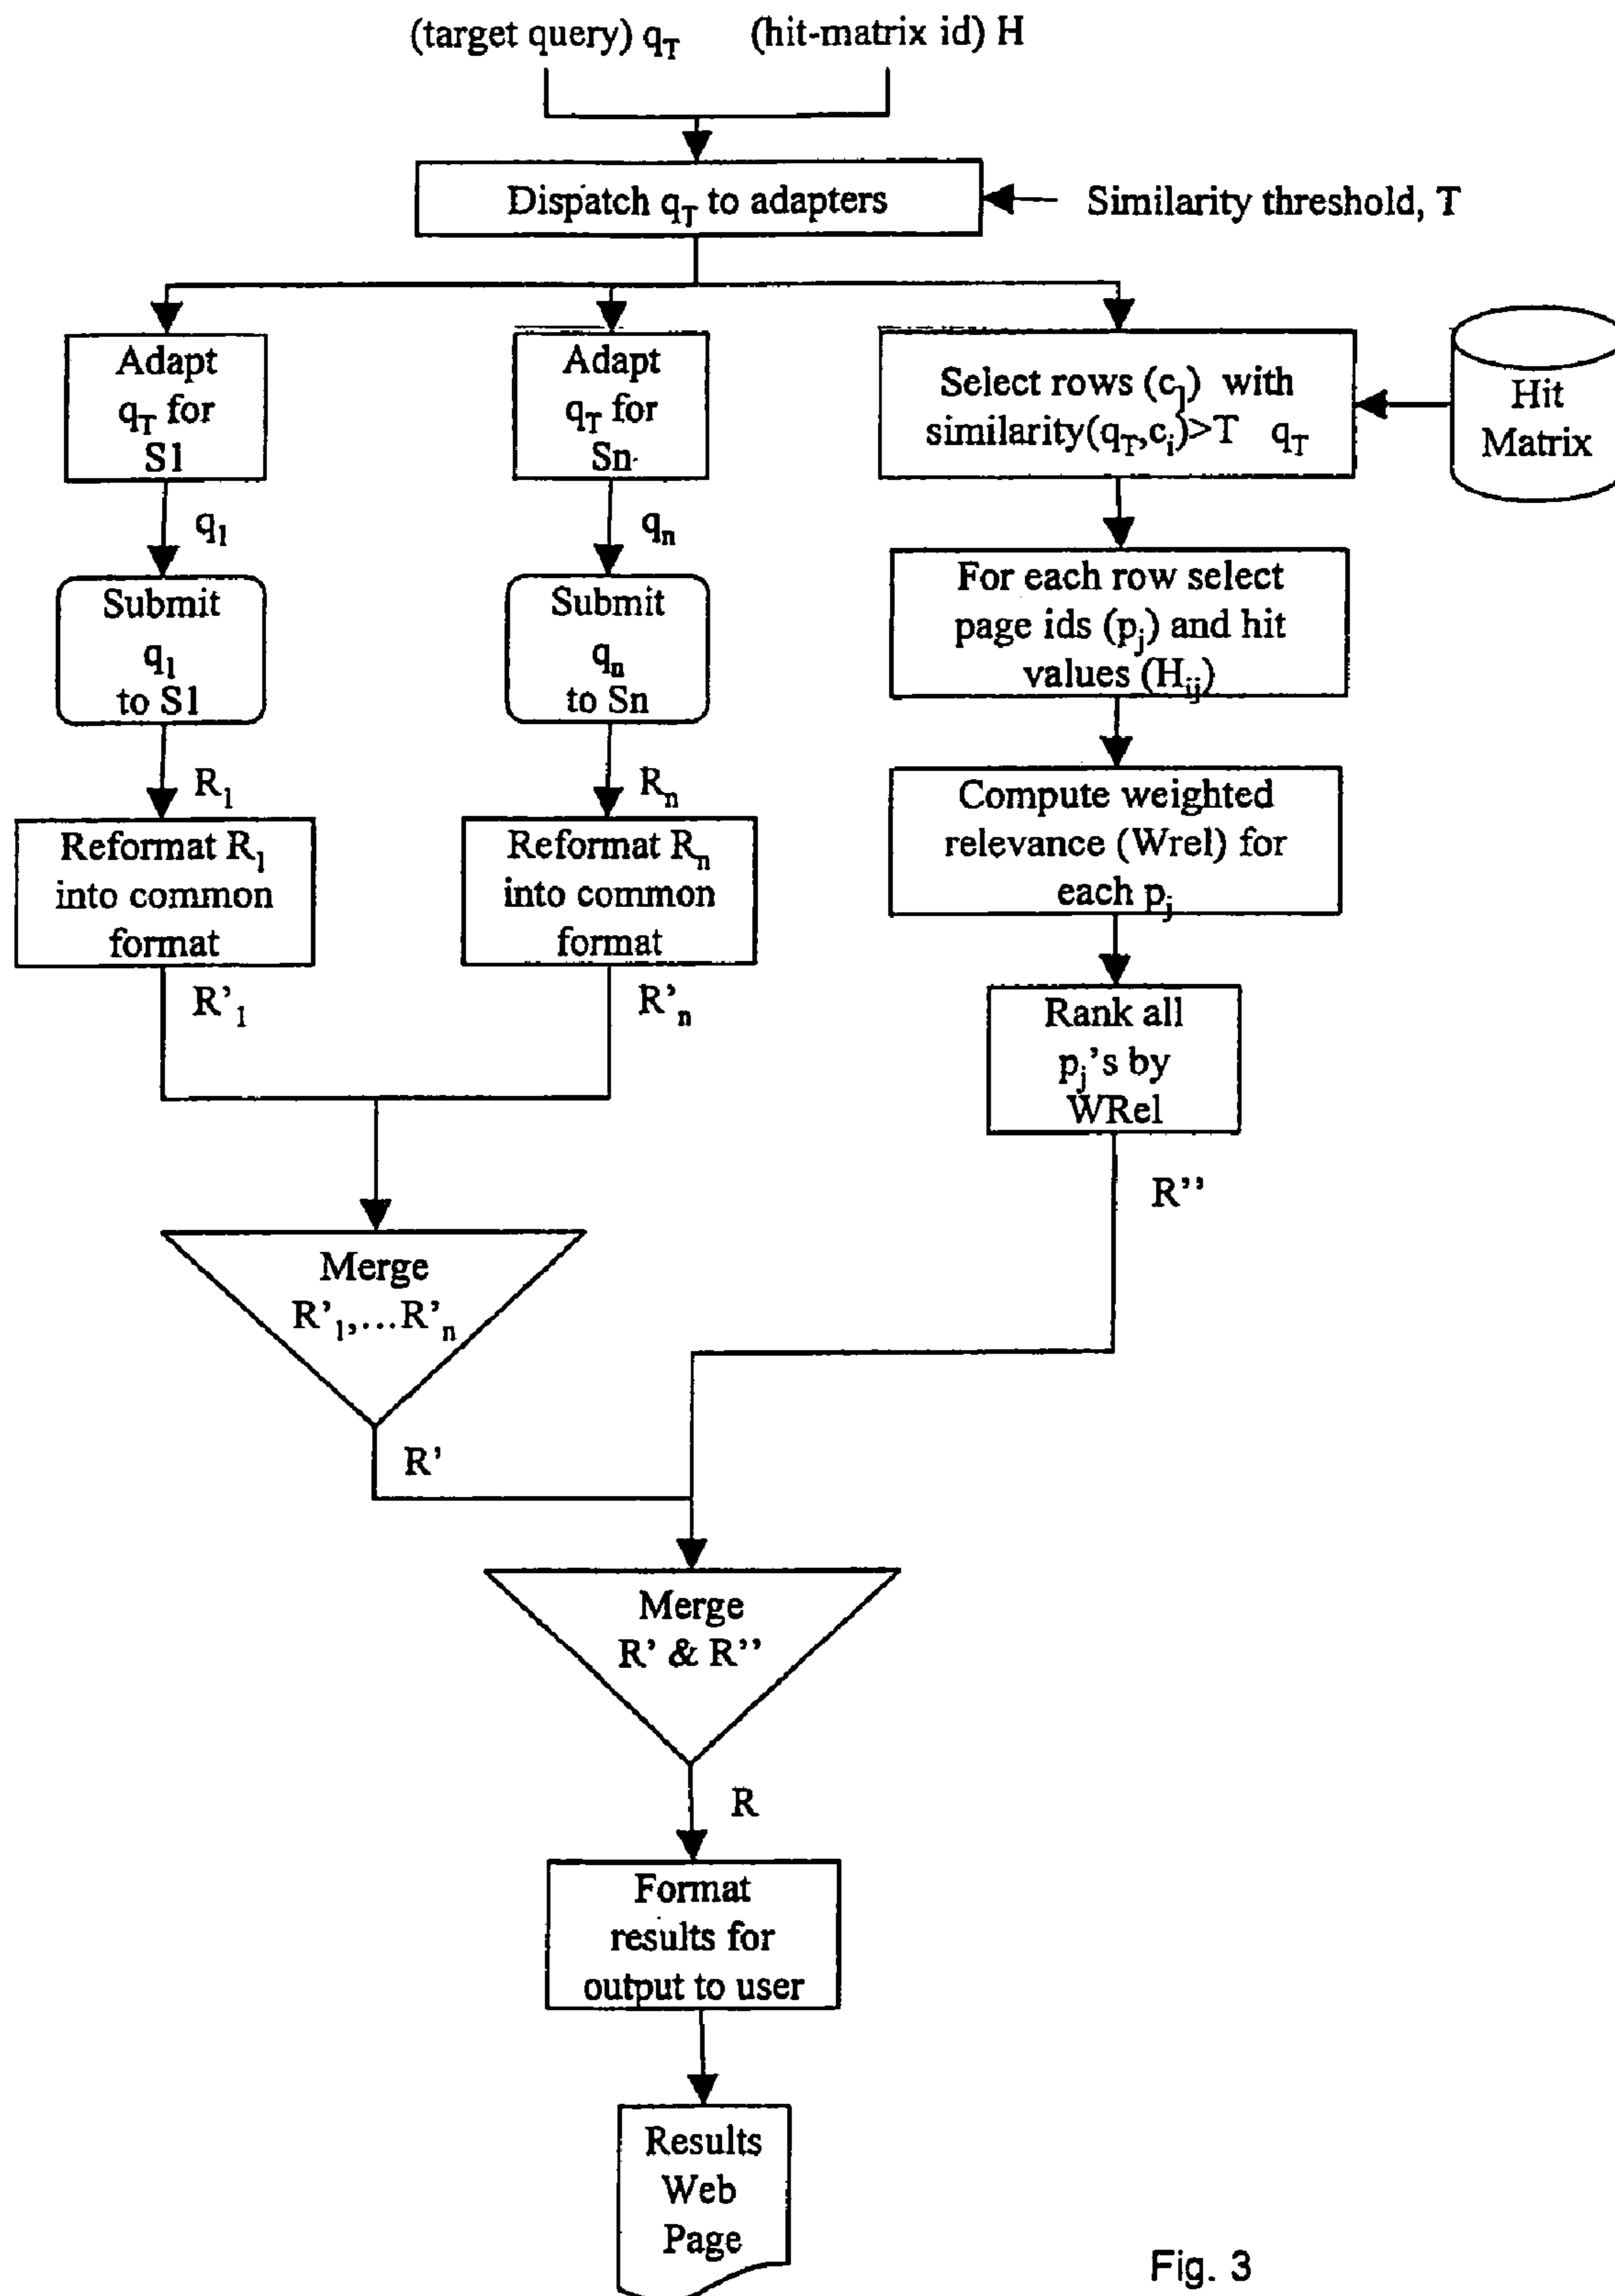 (target query) qT (hit-matrix id) H
Dispatch qT to adapters
Similarity threshold, T
Adapt
qT for
S1
Adapt
qT for
Sn
Select rows (cj) with
similarity(qT,ci)>T qT
Hit
Matrix
q1
qn
Submit
q1
to S1
Submit
qn
to Sn
For each row select
page ids (pj) and hit
values (Hij)
R1
Rn
Reformat R1
into common
format
Reformat Rn
into common
format
Compute weighted
relevance (Wrel) for
each pj
R'1
R'n
Rank all
pj's by
WRel
R''
Merge
R'1,...R'n
R'
Merge
R' & R''
R
Format
results for
output to user
Results
Web
Page
Fig. 3